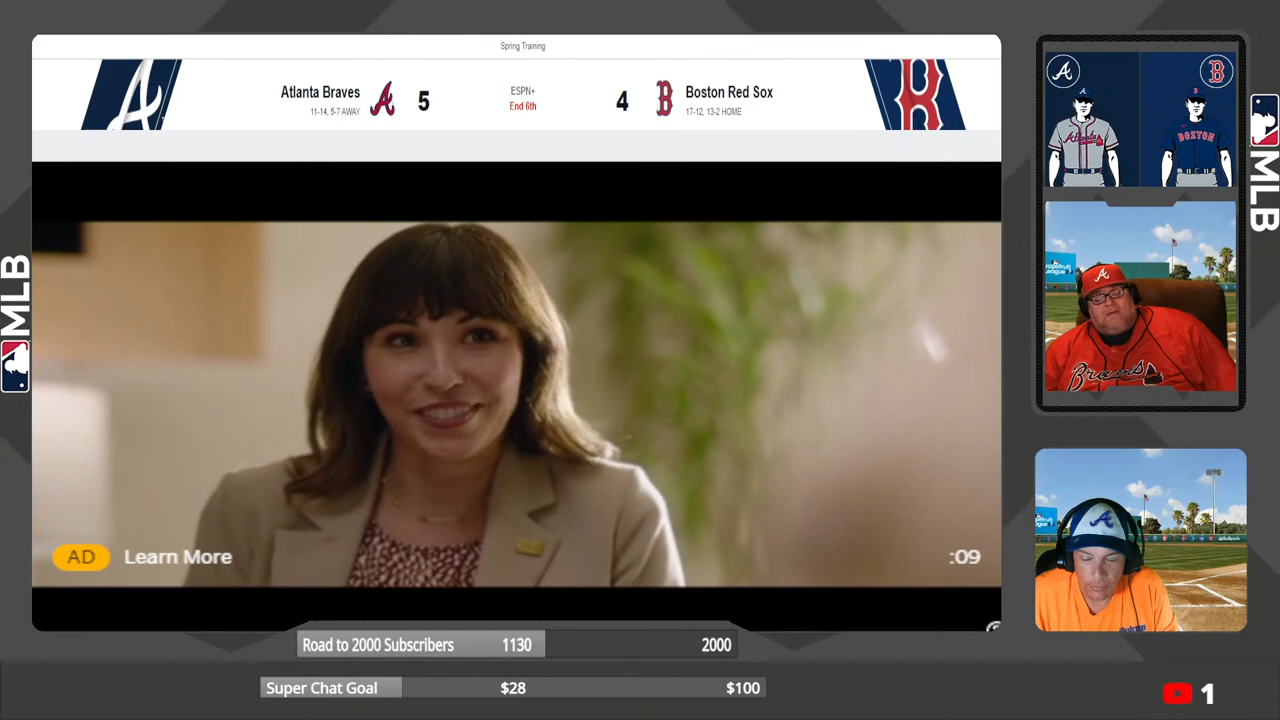 Spring Training
Atlanta Braves
11-14, 5-7 AWAY
5
ESPN+
End 6th
4
Boston Red Sox
17-12, 13-2 HOME
MLB
MLB
Atlanta
BOSTON
Braves
AD
Learn More
:09
Road to 2000 Subscribers
1130
2000
Super Chat Goal
$28
$100
1